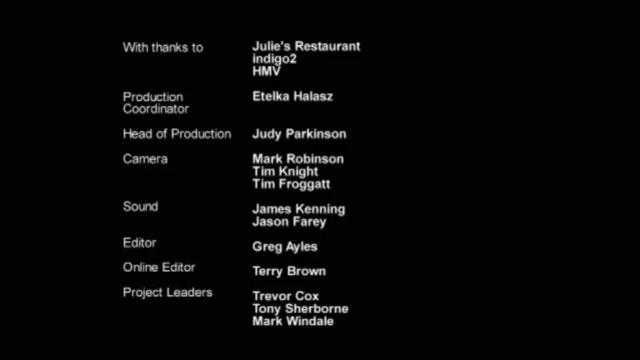 With thanks to Julie's Restaurant
indigo2
HMV
Production Coordinator Etelka Halasz
Head of Production Judy Parkinson
Camera Mark Robinson
Tim Knight
Tim Froggatt
Sound James Kenning
Jason Farey
Editor Greg Ayles
Online Editor Terry Brown
Project Leaders Trevor Cox
Tony Sherborne
Mark Windale